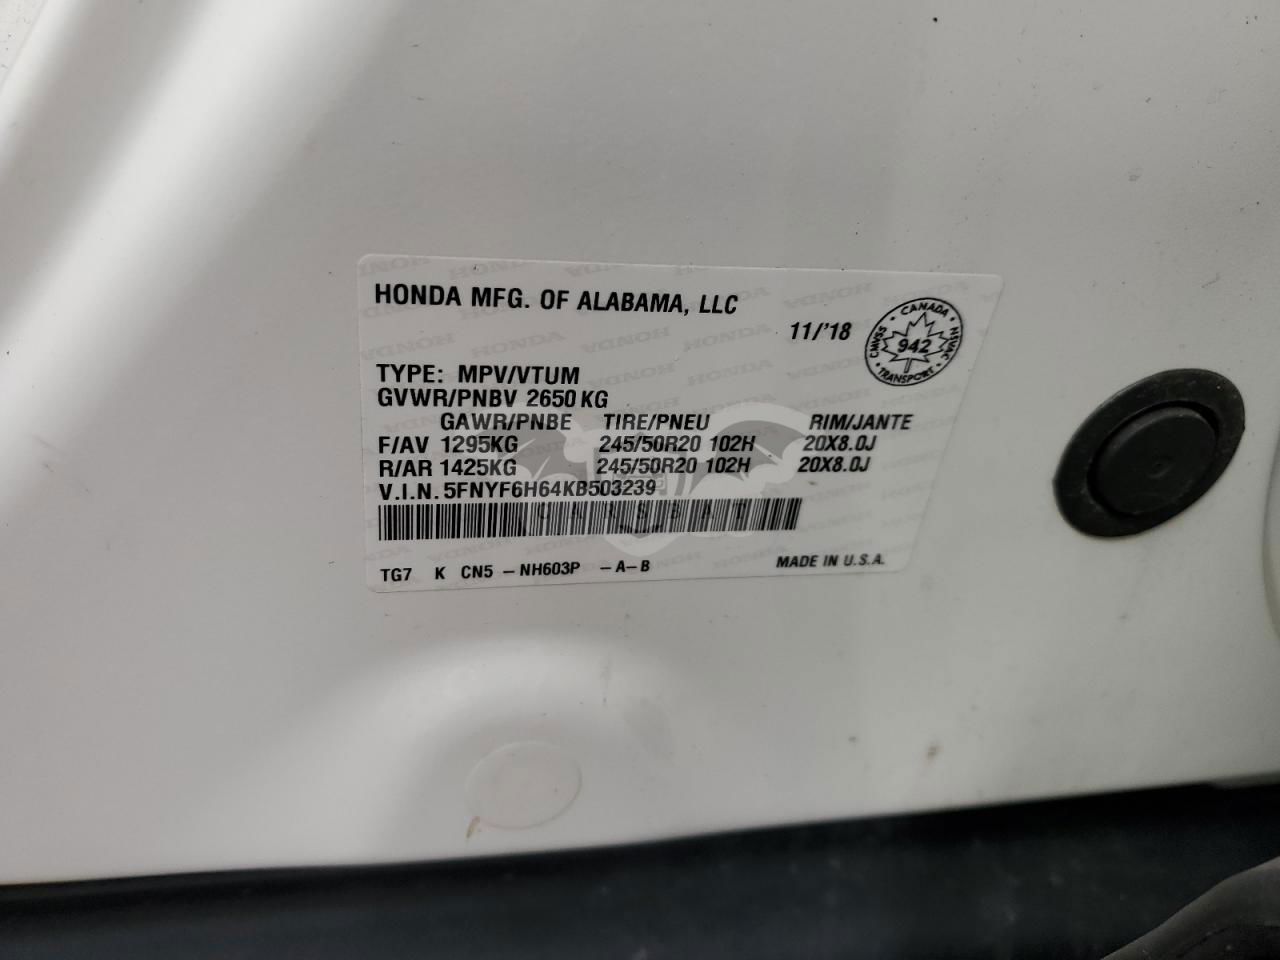 HONDA MFG. OF ALABAMA, LLC
11/'18
CANADA
CMVSS 942 NSVAC
TRANSPORT
TYPE: MPV/VTUM
GVWR/PNBV 2650 KG
GAWR/PNBE TIRE/PNEU RIM/JANTE
F/AV 1295KG 245/50R20 102H 20X8.0J
R/AR 1425KG 245/50R20 102H 20X8.0J
V.I.N. 5FNYF6H64KB503239
TG7 K CN5 -NH603P -A-B MADE IN U.S.A.